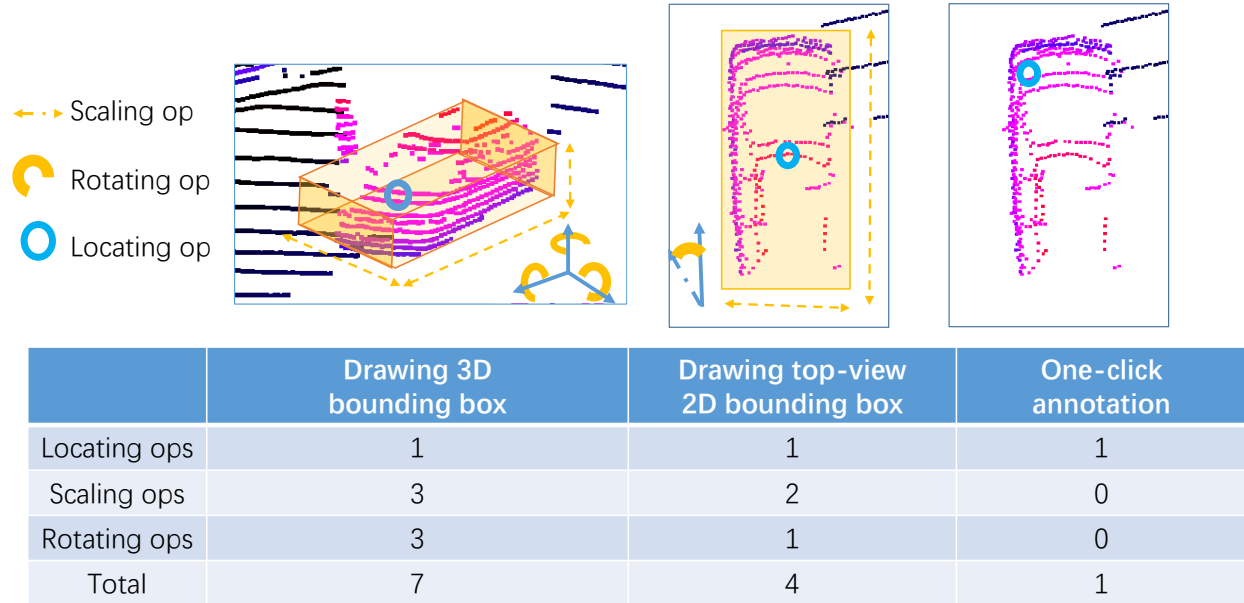 Scaling op
Rotating op
Locating op
Drawing 3D
bounding box
Drawing top-view
2D bounding box
One-click
annotation
Locating ops 1 1 1
Scaling ops 3 2 0
Rotating ops 3 1 0
Total 7 4 1